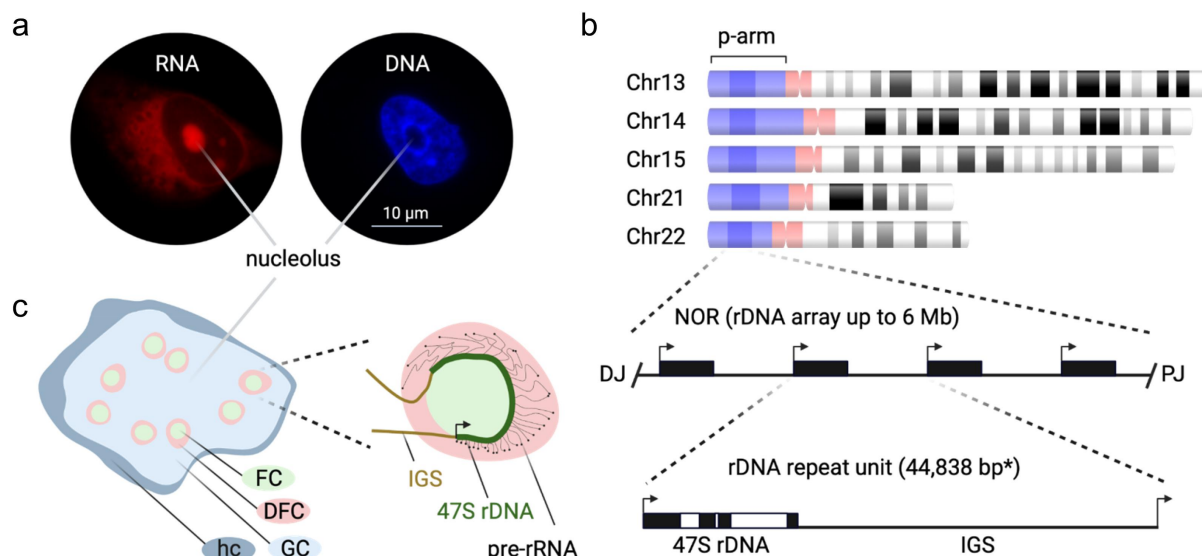 a
RNA
DNA
10 µm
nucleolus
b
p-arm
Chr13
Chr14
Chr15
Chr21
Chr22
NOR (rDNA array up to 6 Mb)
DJ
PJ
rDNA repeat unit (44,838 bp*)
47S rDNA
IGS
c
FC
DFC
GC
hc
IGS
47S rDNA
pre-rRNA